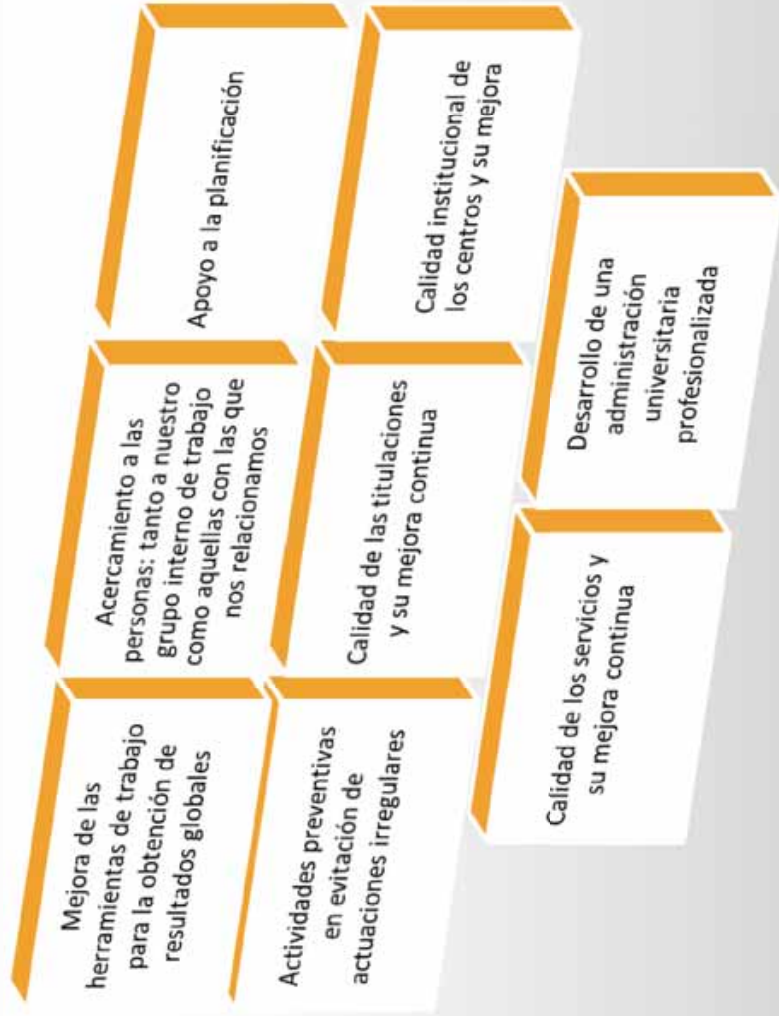 Mejora de las
herramientas de trabajo
para la obtención de
resultados globales
Acercamiento a las
personas: tanto a nuestro
grupo interno de trabajo
como aquellas con las que
nos relacionamos
Apoyo a la planificación
Actividades preventivas
en evitación de
actuaciones irregulares
Calidad de las titulaciones
y su mejora continua
Calidad institucional de
los centros y su mejora
Calidad de los servicios y
su mejora continua
Desarrollo de una
administración
universitaria
profesionalizada